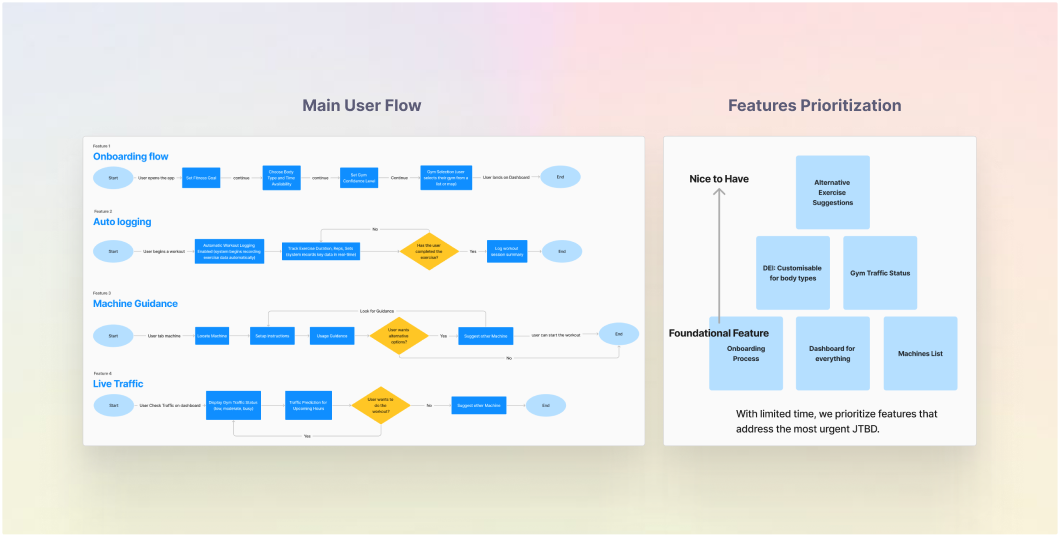 Main User Flow
Features Prioritization
Feature 1
Onboarding flow
Start
User opens the app
Set Fitness Goal
continue
Choose Body
Type and Time
Availability
continue
Set Gym
Confidence Level
Continue
Gym Selection (user
selects their gym from a
list or map)
User lands on Dashboard
End
Feature 2
Auto logging
Start
User begins a workout
Automatic Workout Logging
Enabled (system begins recording
exercise data automatically)
Track Exercise Duration, Reps, Sets
(system records key data in real-time)
No
Has the user
completed the
exercise?
Yes
Log workout
session summary
End
Feature 3
Machine Guidance
Look for Guidance
Start
User tab machine
Locate Machine
Setup Instructions
Usage Guidance
User wants
alternative
options?
Yes
Suggest other Machine
user can start the workout
End
No
Feature 4
Live Traffic
Start
User Check Traffic on dashboard
Display Gym Traffic Status
(low, moderate, busy)
Traffic Prediction for
Upcoming Hours
User wants to
do the
workout?
No
Suggest other Machine
End
Yes
Nice to Have
Alternative
Exercise
Suggestions
DEI: Customisable
for body types
Gym Traffic Status
Foundational Feature
Onboarding
Process
Dashboard for
everything
Machines List
With limited time, we prioritize features that
address the most urgent JTBD.